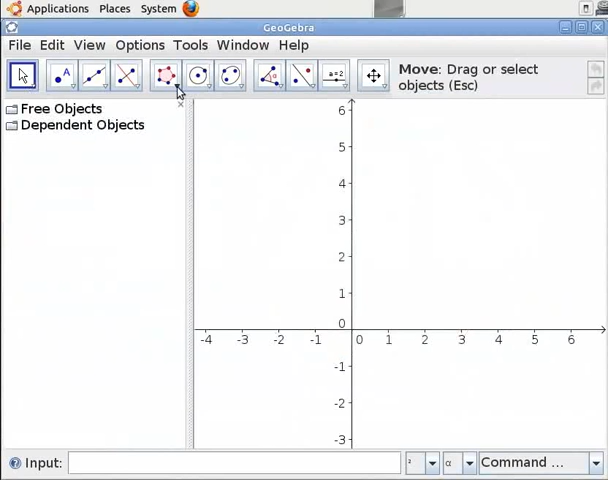 Applications Places System
GeoGebra
File Edit View Options Tools Window Help
A
a=2
Move: Drag or select
objects (Esc)
Free Objects
Dependent Objects
6
5
4
3
2
1
0
-4 -3 -2 -1 0 1 2 3 4 5 6
-1
-2
-3
Input: ² α Command ...